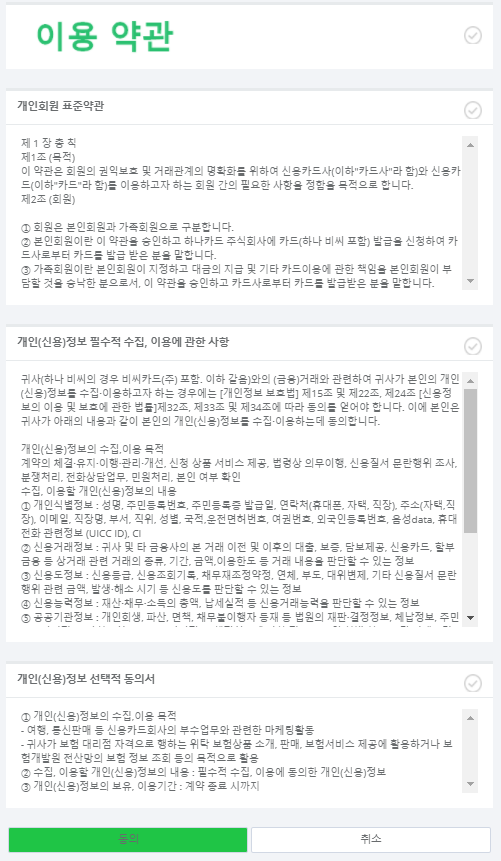 이용 약관
개인회원 표준약관
제 1 장 총 칙
제1조 (목적)
이 약관은 회원의 권익보호 및 거래관계의 명확화를 위하여 신용카드사(이하"카드사"라 함)와 신용카
드(이하"카드"라 함)를 이용하고자 하는 회원 간의 필요한 사항을 정함을 목적으로 합니다.
제2조 (회원)
① 회원은 본인회원과 가족회원으로 구분합니다.
② 본인회원이란 이 약관을 승인하고 하나카드 주식회사에 카드(하나 비씨 포함) 발급을 신청하여 카
드사로부터 카드를 발급 받은 분을 말합니다.
③ 가족회원이란 본인회원이 지정하고 대금의 지급 및 기타 카드이용에 관한 책임을 본인회원이 부
담할 것을 승낙한 분으로서, 이 약관을 승인하고 카드사로부터 카드를 발급받은 분을 말합니다.
개인(신용)정보 필수적 수집, 이용에 관한 사항
귀사(하나 비씨의 경우 비씨카드(주) 포함. 이하 같음)와의 (금융)거래와 관련하여 귀사가 본인의 개인
(신용)정보를 수집·이용하고자 하는 경우에는 [개인정보 보호법] 제15조 및 제22조, 제24조 [신용정
보의 이용 및 보호에 관한 법률]제32조, 제33조 및 제34조에 따라 동의를 얻어야 합니다. 이에 본인은
귀사가 아래의 내용과 같이 본인의 개인(신용)정보를 수집·이용하는데 동의합니다.
개인(신용)정보의 수집,이용 목적
계약의 체결·유지·이행·관리·개선, 신청 상품 서비스 제공, 법령상 의무이행, 신용질서 문란행위 조사,
분쟁처리, 전화상담업무, 민원처리, 본인 여부 확인
수집, 이용할 개인(신용)정보의 내용
① 개인식별정보 : 성명, 주민등록번호, 주민등록증 발급일, 연락처(휴대폰, 자택, 직장), 주소(자택,직
장), 이메일, 직장명, 부서, 직위, 성별, 국적,운전면허번호, 여권번호, 외국인등록번호, 음성data, 휴대
전화 관련정보 (UICC ID), CI
② 신용거래정보 : 귀사 및 타 금융사의 본 거래 이전 및 이후의 대출, 보증, 담보제공, 신용카드, 할부
금융 등 상거래 관련 거래의 종류, 기간, 금액,이용한도 등 거래 내용을 판단할 수 있는 정보
③ 신용도정보 : 신용등급, 신용조회기록, 채무재조정약정, 연체, 부도, 대위변제, 기타 신용질서 문란
행위 관련 금액, 발생·해소 시기 등 신용도를 판단할 수 있는 정보
④ 신용능력정보 : 재산·채무·소득의 총액, 납세실적 등 신용거래능력을 판단할 수 있는 정보
⑤ 공공기관정보 : 개인회생, 파산, 면책, 채무불이행자 등재 등 법원의 재판·결정정보, 체납정보, 주민
개인(신용)정보 선택적 동의서
① 개인(신용)정보의 수집,이용 목적
- 여행, 통신판매 등 신용카드회사의 부수업무와 관련한 마케팅활동
- 귀사가 보험 대리점 자격으로 행하는 위탁 보험상품 소개, 판매, 보험서비스 제공에 활용하거나 보
험개발원 전산망의 보험 정보 조회 등의 목적으로 활용
② 수집, 이용할 개인(신용)정보의 내용 : 필수적 수집, 이용에 동의한 개인(신용)정보
③ 개인(신용)정보의 보유, 이용기간 : 계약 종료 시까지
동의 취소